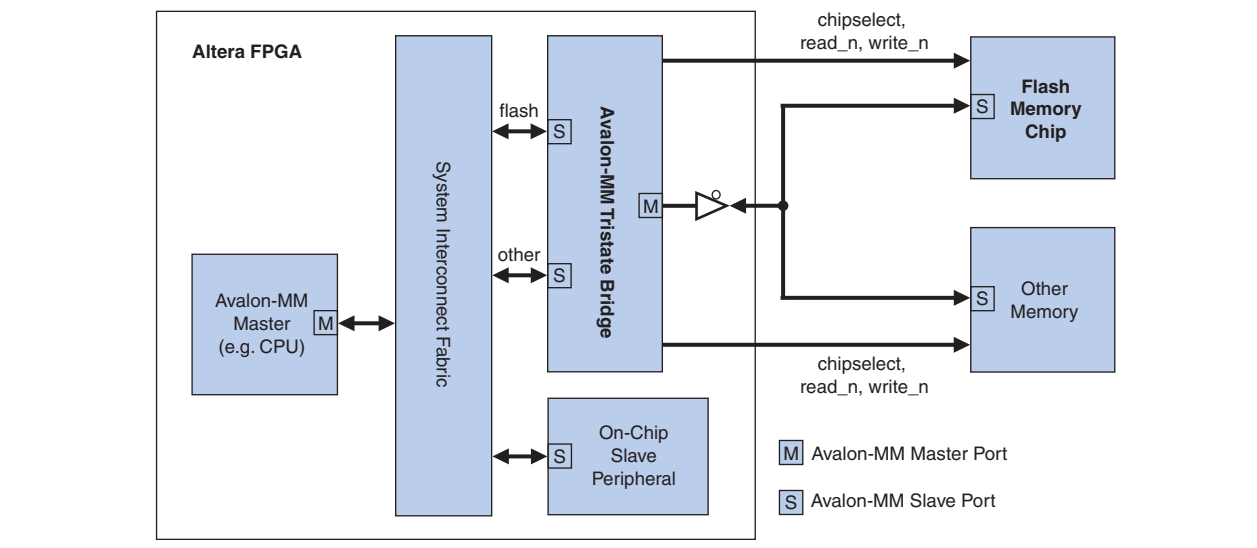 Altera FPGA
chipselect,
read_n, write_n
Flash
Memory
Chip
S
flash
S
Avalon-MM Tristate Bridge
M
System Interconnect Fabric
other
S
Avalon-MM
Master
(e.g. CPU)
M
S
Other
Memory
chipselect,
read_n, write_n
On-Chip
Slave
Peripheral
S
M Avalon-MM Master Port
S Avalon-MM Slave Port